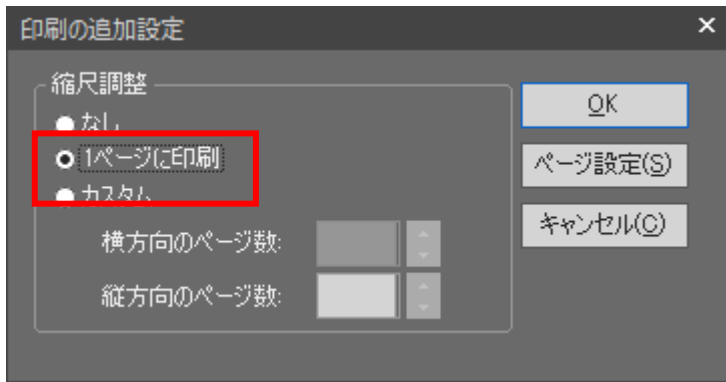 印刷の追加設定
縮尺調整
なし
1ページに印刷
カスタム
横方向のページ数:
縦方向のページ数:
OK
ページ設定(S)
キャンセル(C)